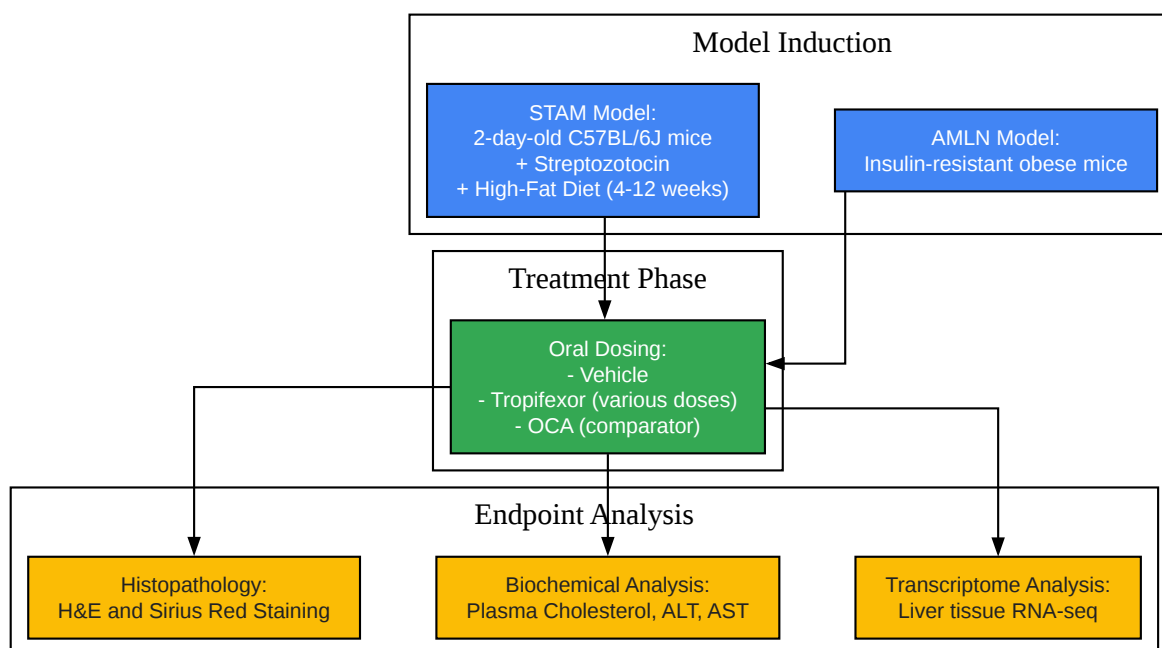 Model Induction
STAM Model:
2-day-old C57BL/6J mice
+ Streptozotocin
+ High-Fat Diet (4-12 weeks)
AMLN Model:
Insulin-resistant obese mice
Treatment Phase
Oral Dosing:
- Vehicle
- Tropifexor (various doses)
- OCA (comparator)
Endpoint Analysis
Histopathology:
H&E and Sirius Red Staining
Biochemical Analysis:
Plasma Cholesterol, ALT, AST
Transcriptome Analysis:
Liver tissue RNA-seq